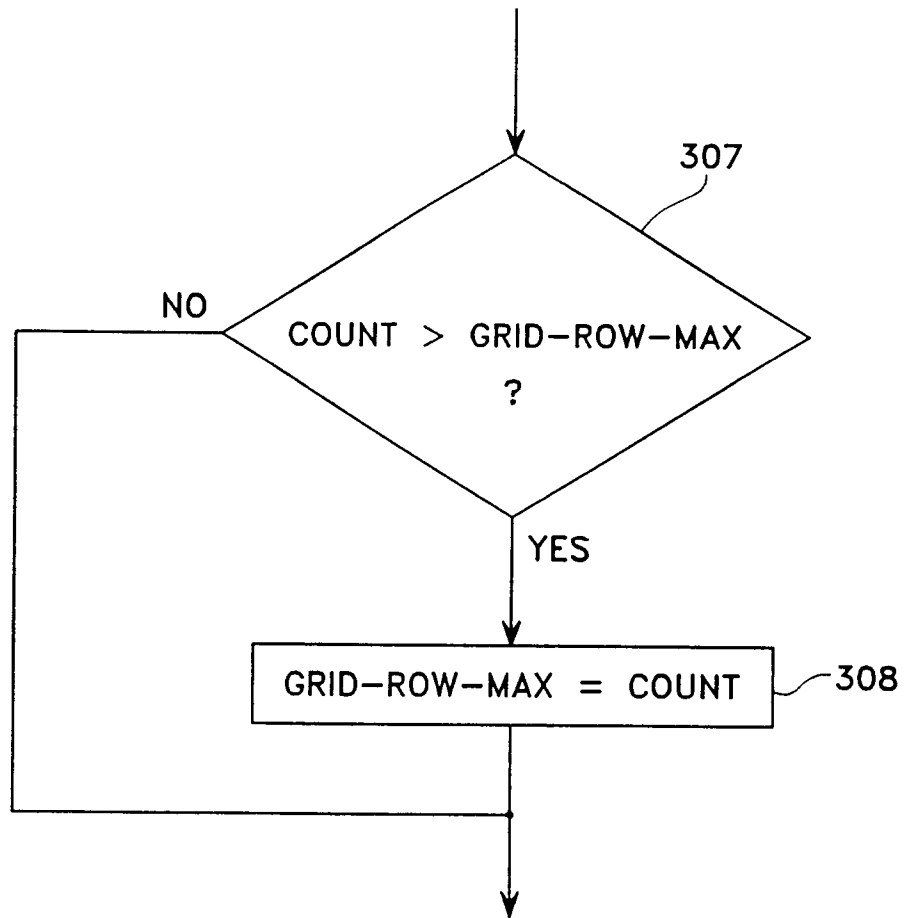 307
NO
COUNT > GRID-ROW-MAX
?
YES
GRID-ROW-MAX = COUNT
308